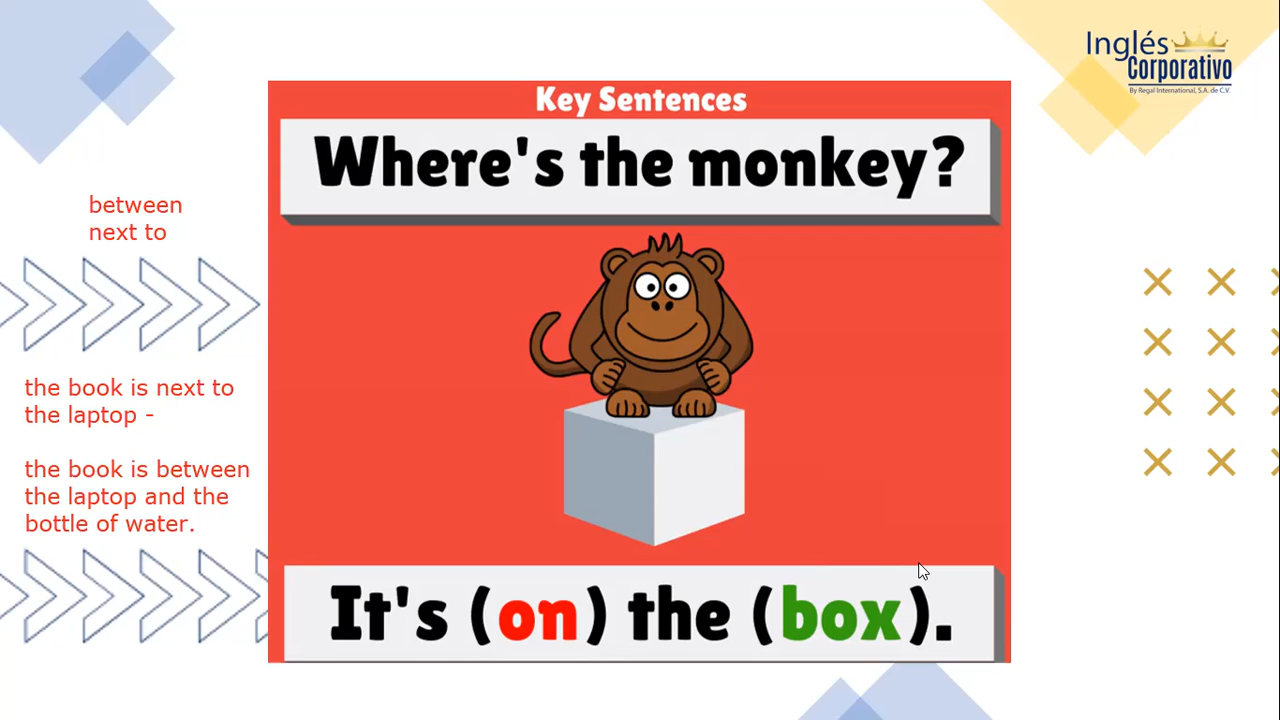 Inglés
Corporativo
By Regal International, S.A. de C.V.
Key Sentences
Where's the monkey?
between
next to
the book is next to
the laptop -
the book is between
the laptop and the
bottle of water.
It's (on) the (box).